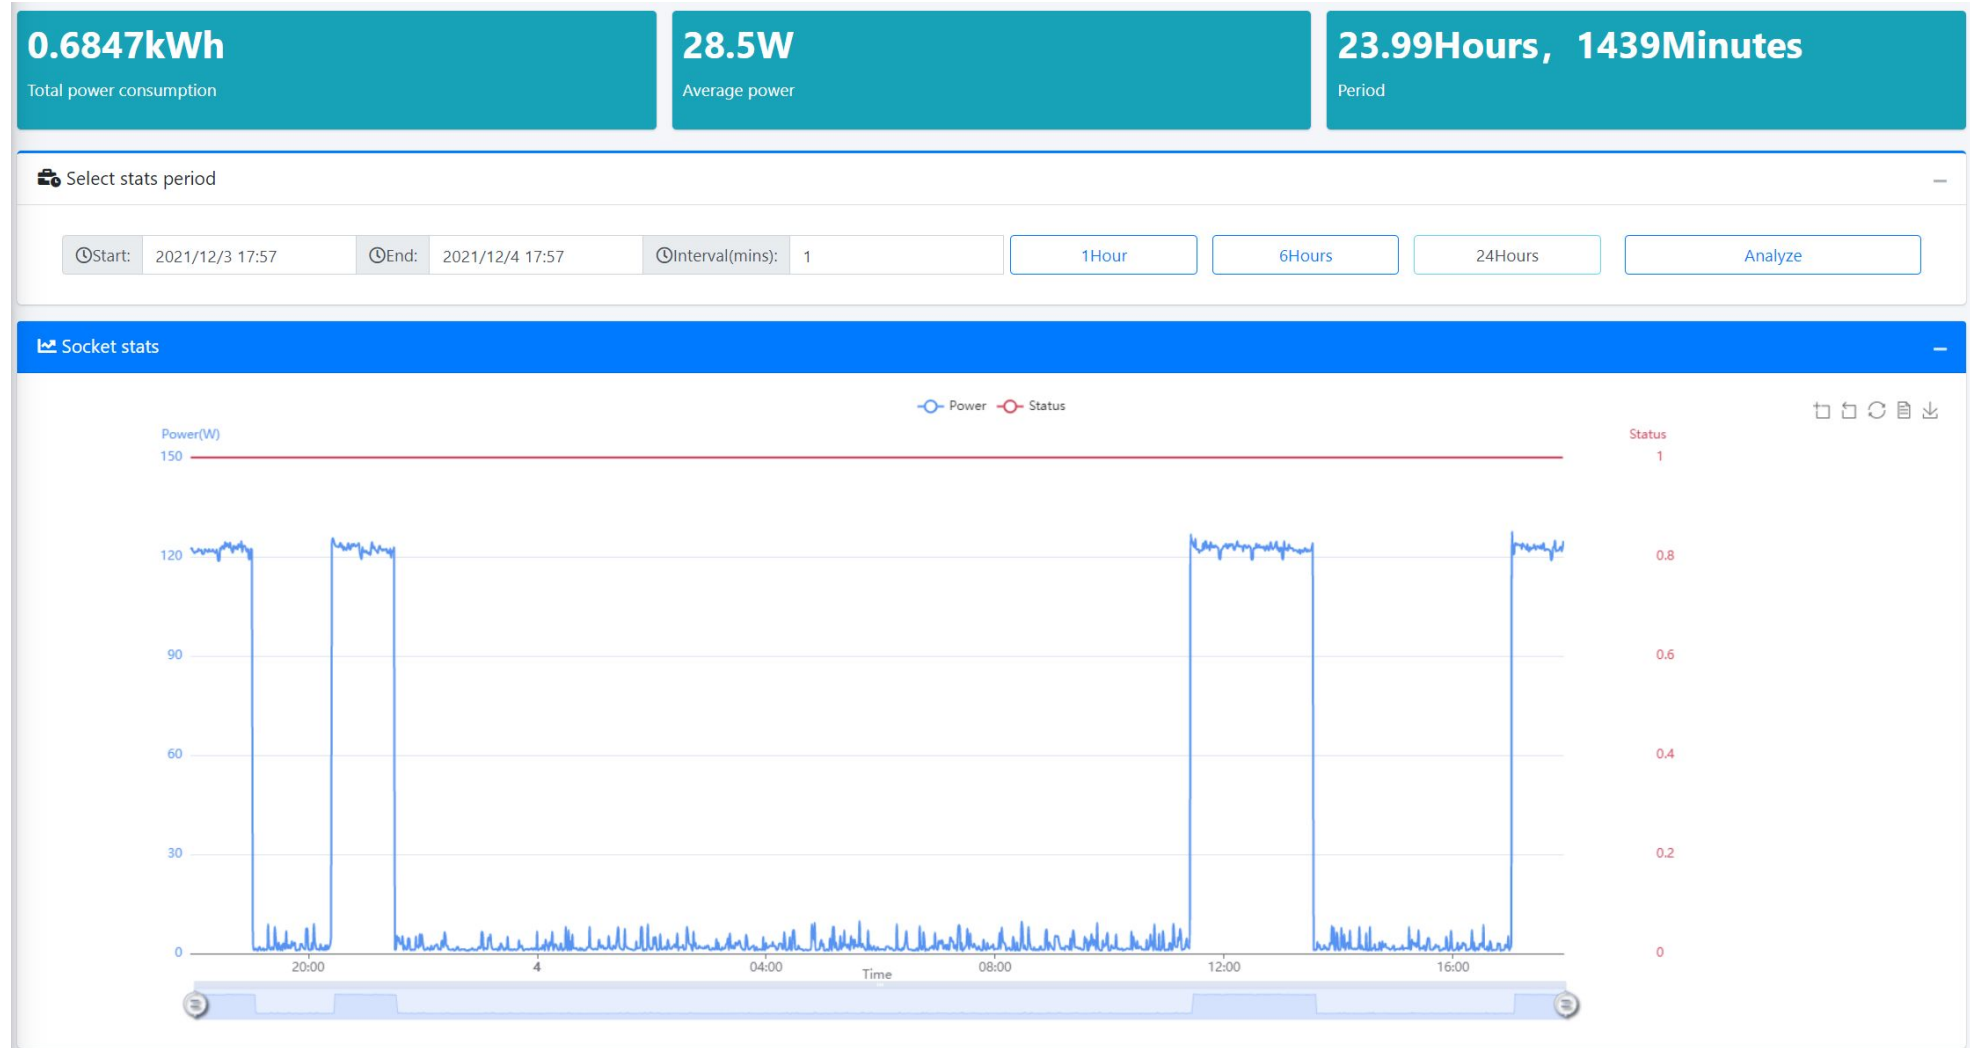 0.6847kWh
Total power consumption
28.5W
Average power
23.99Hours，1439Minutes
Period
Select stats period
Start: 2021/12/3 17:57 End: 2021/12/4 17:57 Interval(mins): 1 1Hour 6Hours 24Hours Analyze
Socket stats
Power Status
Power(W) Status
150 1
120 0.8
90 0.6
60 0.4
30 0.2
0 0
20:00 4 04:00 08:00 12:00 16:00
Time